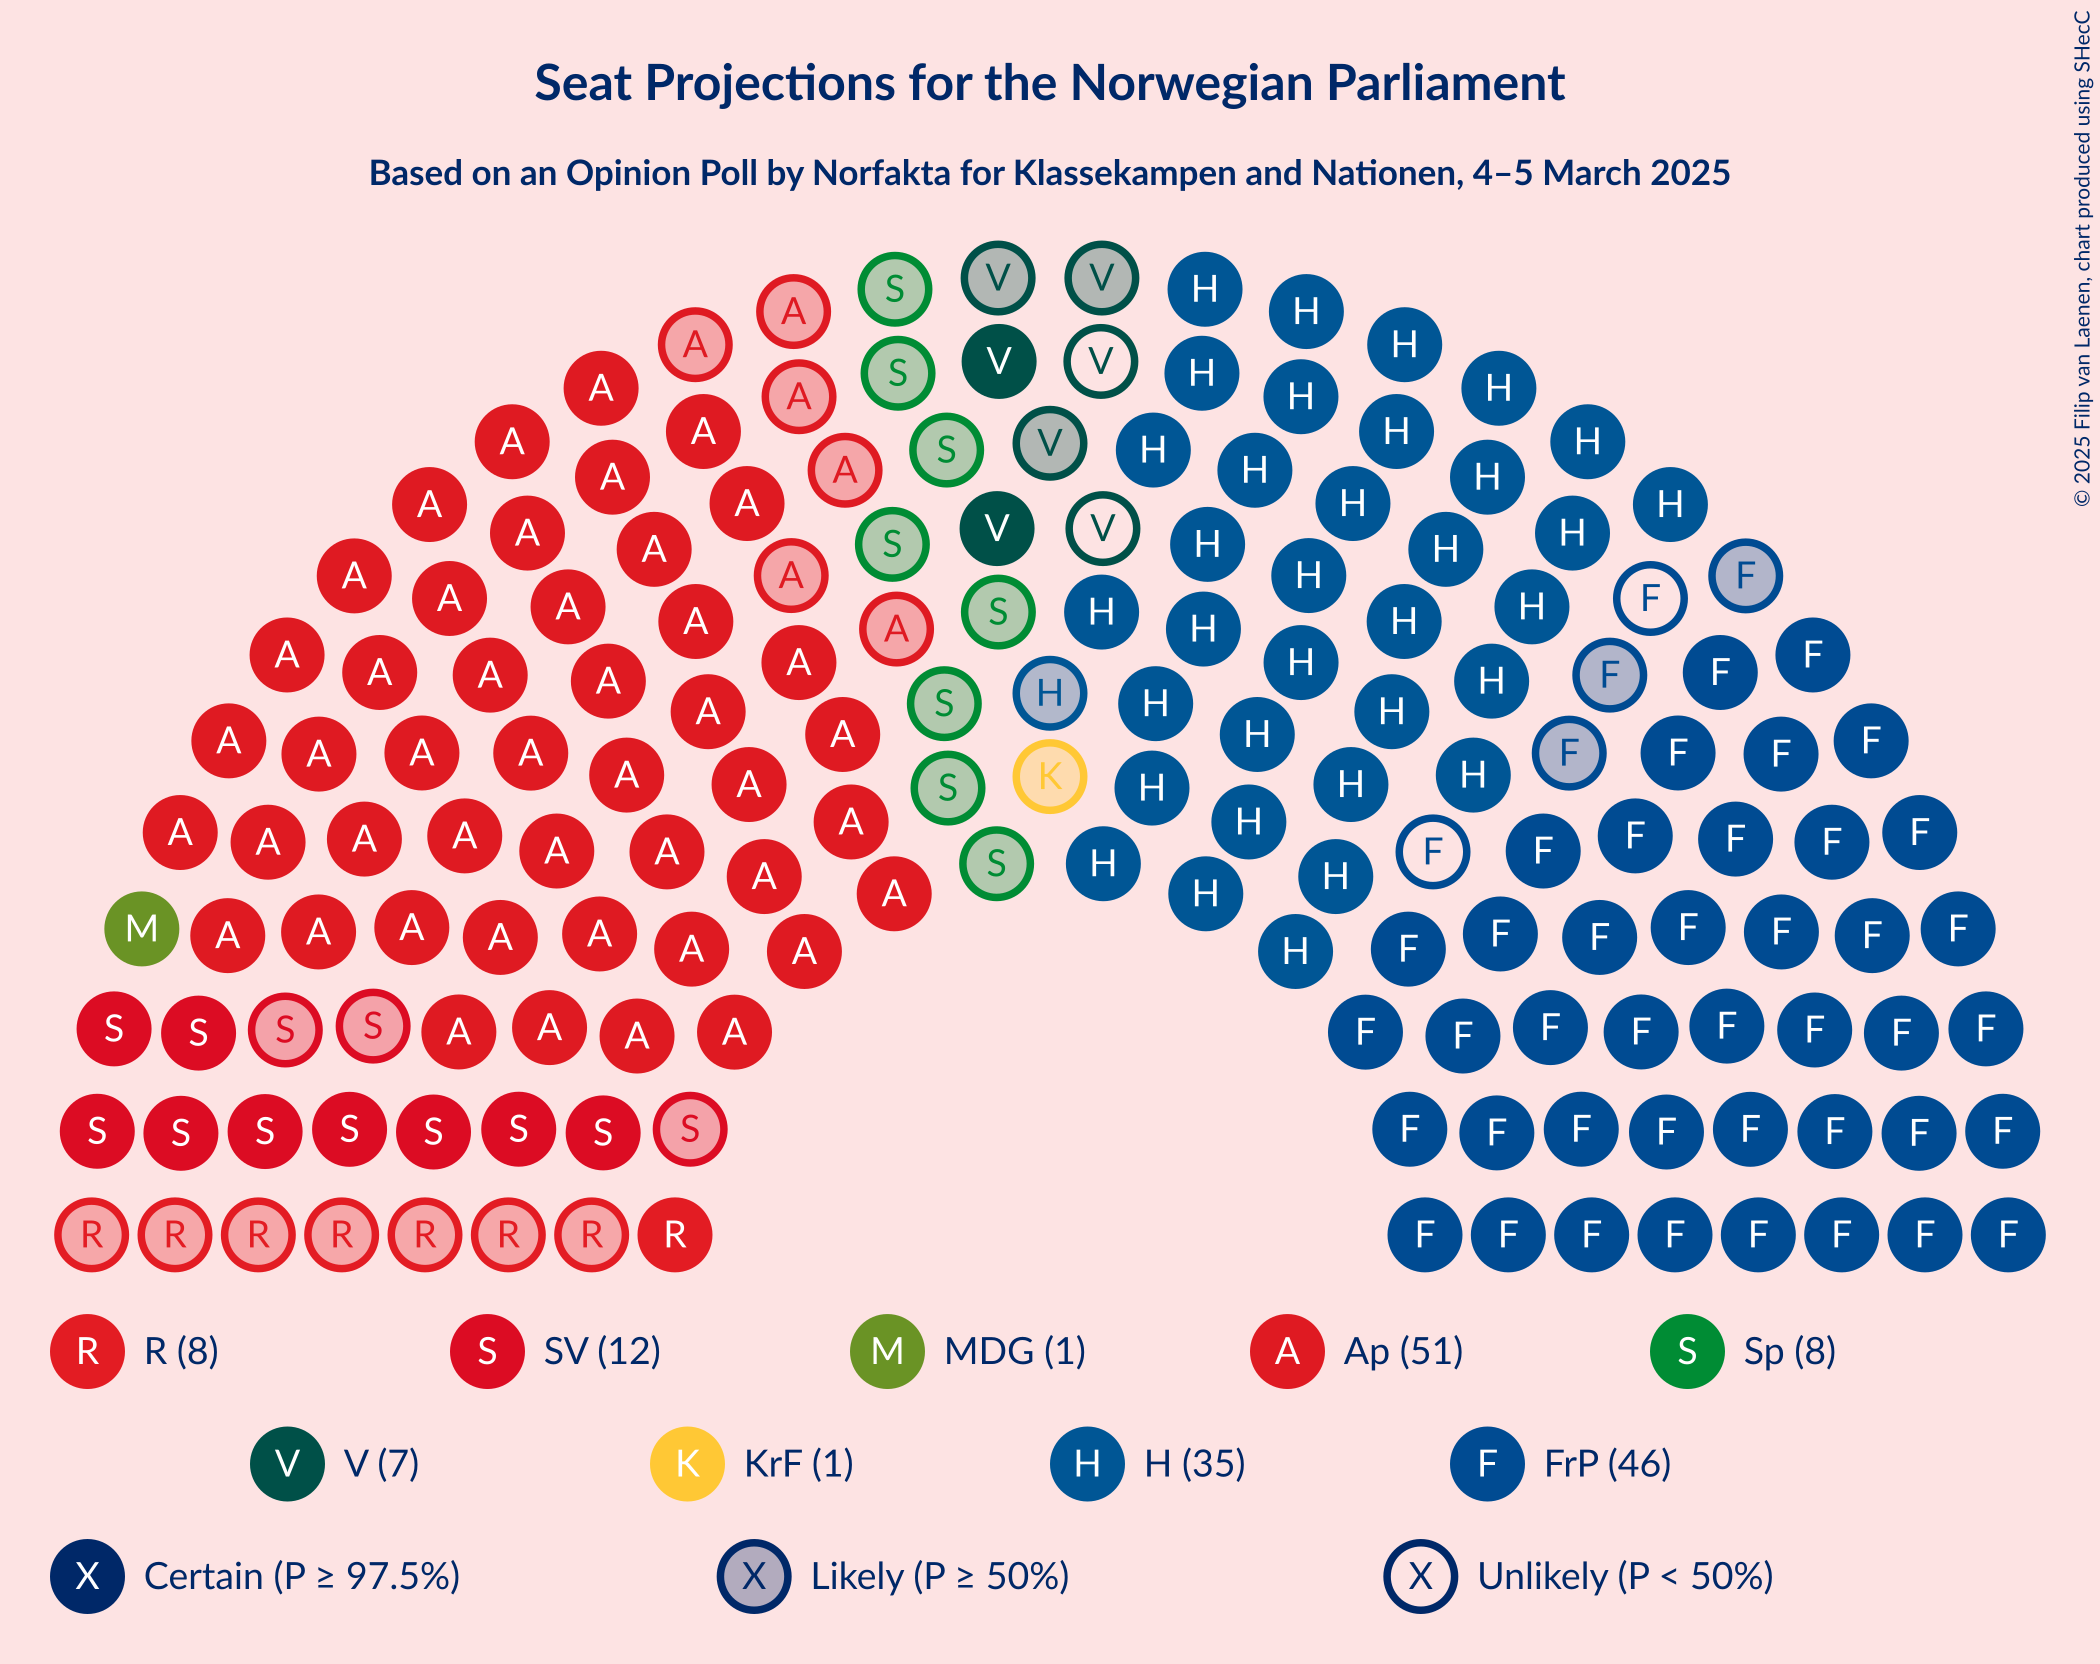 Seat Projections for the Norwegian Parliament
Based on an Opinion Poll by Norfakta for Klassekampen and Nationen, 4–5 March 2025
© 2025 Filip van Laenen, chart produced using SHecC
S V V H
A H
A H
A S V V H H
A A H
A A H H
A S V H
A A H H
A A H H
A S V V H
A A H H
A A A H H F F
A A S H H
A A A A H H H
A A F F F
A A A A S H H H H
A A A A A H H H F F F F
A A A A S K H H H
A A A A A A A A H H F F F F F F
A S H
A A H H
M A A A A A A A H F F F F F F F
S S S S A A A A F F F F F F F F
S S S S S S S S F F F F F F F F
R R R R R R R R F F F F F F F F
R R (8) S SV (12) M MDG (1) A Ap (51) S Sp (8)
V V (7) K KrF (1) H H (35) F FrP (46)
X Certain (P ≥ 97.5%) X Likely (P ≥ 50%) X Unlikely (P < 50%)